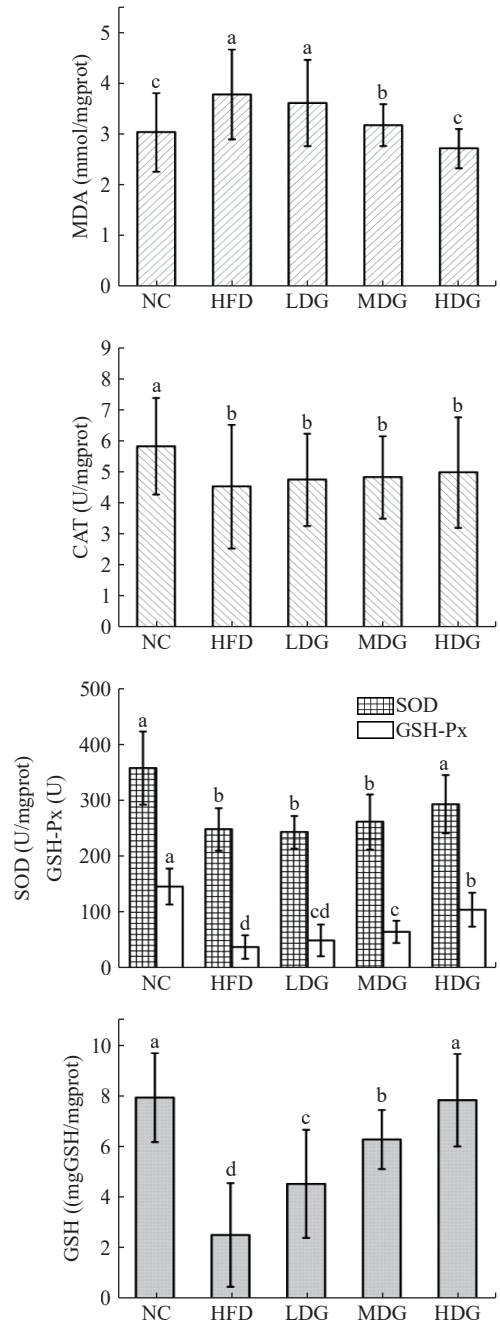 5
c
a
a
b
c
4
3
2
1
0
MDA (mmol/mgprot)
NC HFD LDG MDG HDG
9
8
7
6
5
4
3
2
1
0
a
b
b
b
b
CAT (U/mgprot)
NC HFD LDG MDG HDG
500
400
300
200
100
0
SOD
GSH-Px
a
b
b
b
a
a
d
cd
c
b
SOD (U/mgprot)
GSH-Px (U)
NC HFD LDG MDG HDG
10
8
6
4
2
0
a
d
c
b
a
GSH ((mgGSH/mgprot)
NC HFD LDG MDG HDG